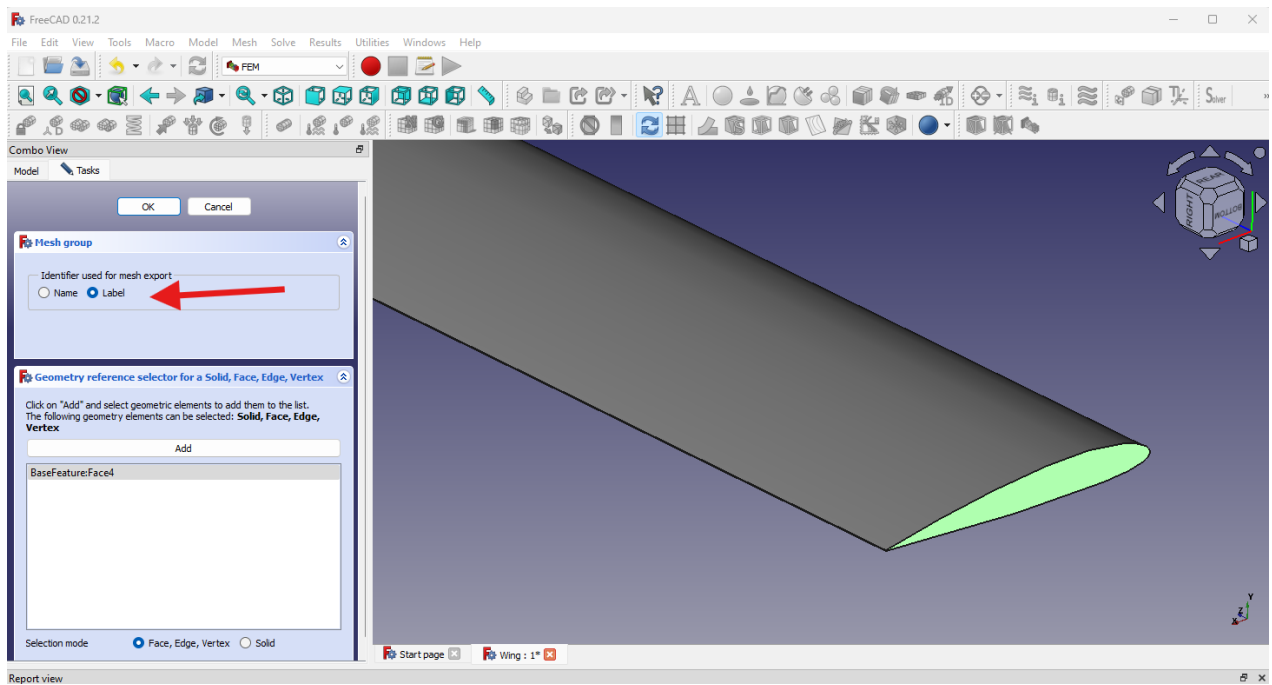 FreeCAD 0.21.2
File Edit View Tools Macro Model Mesh Solve Results Utilities Windows Help
FEM
Solver
Combo View
Model Tasks
OK Cancel
Mesh group
Identifier used for mesh export
Name Label
Geometry reference selector for a Solid, Face, Edge, Vertex
Click on "Add" and select geometric elements to add them to the list.
The following geometry elements can be selected: Solid, Face, Edge,
Vertex
Add
BaseFeature:Face4
Selection mode Face, Edge, Vertex Solid
REAR
RIGHT
BOTTOM
Y
Z
X
Start page Wing : 1*
Report view